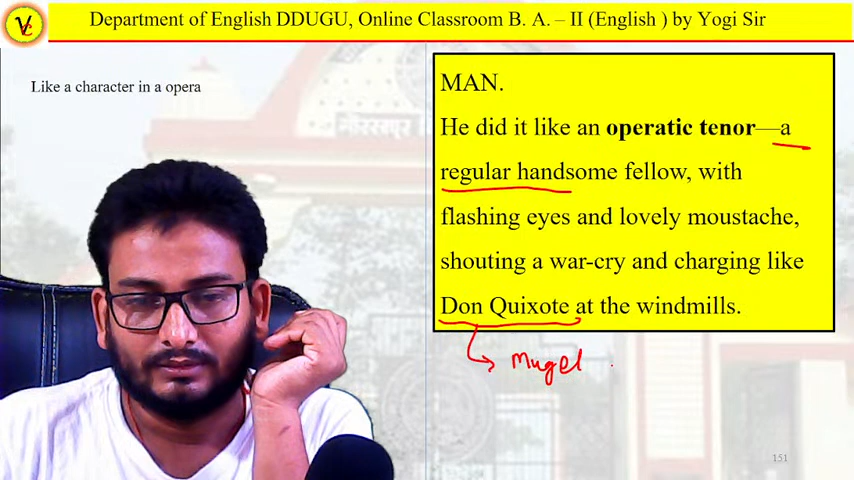 Department of English DDUGU, Online Classroom B. A. – II (English ) by Yogi Sir
Like a character in a opera
MAN.
He did it like an operatic tenor—a
regular handsome fellow, with
flashing eyes and lovely moustache,
shouting a war-cry and charging like
Don Quixote at the windmills.
Mugel
151